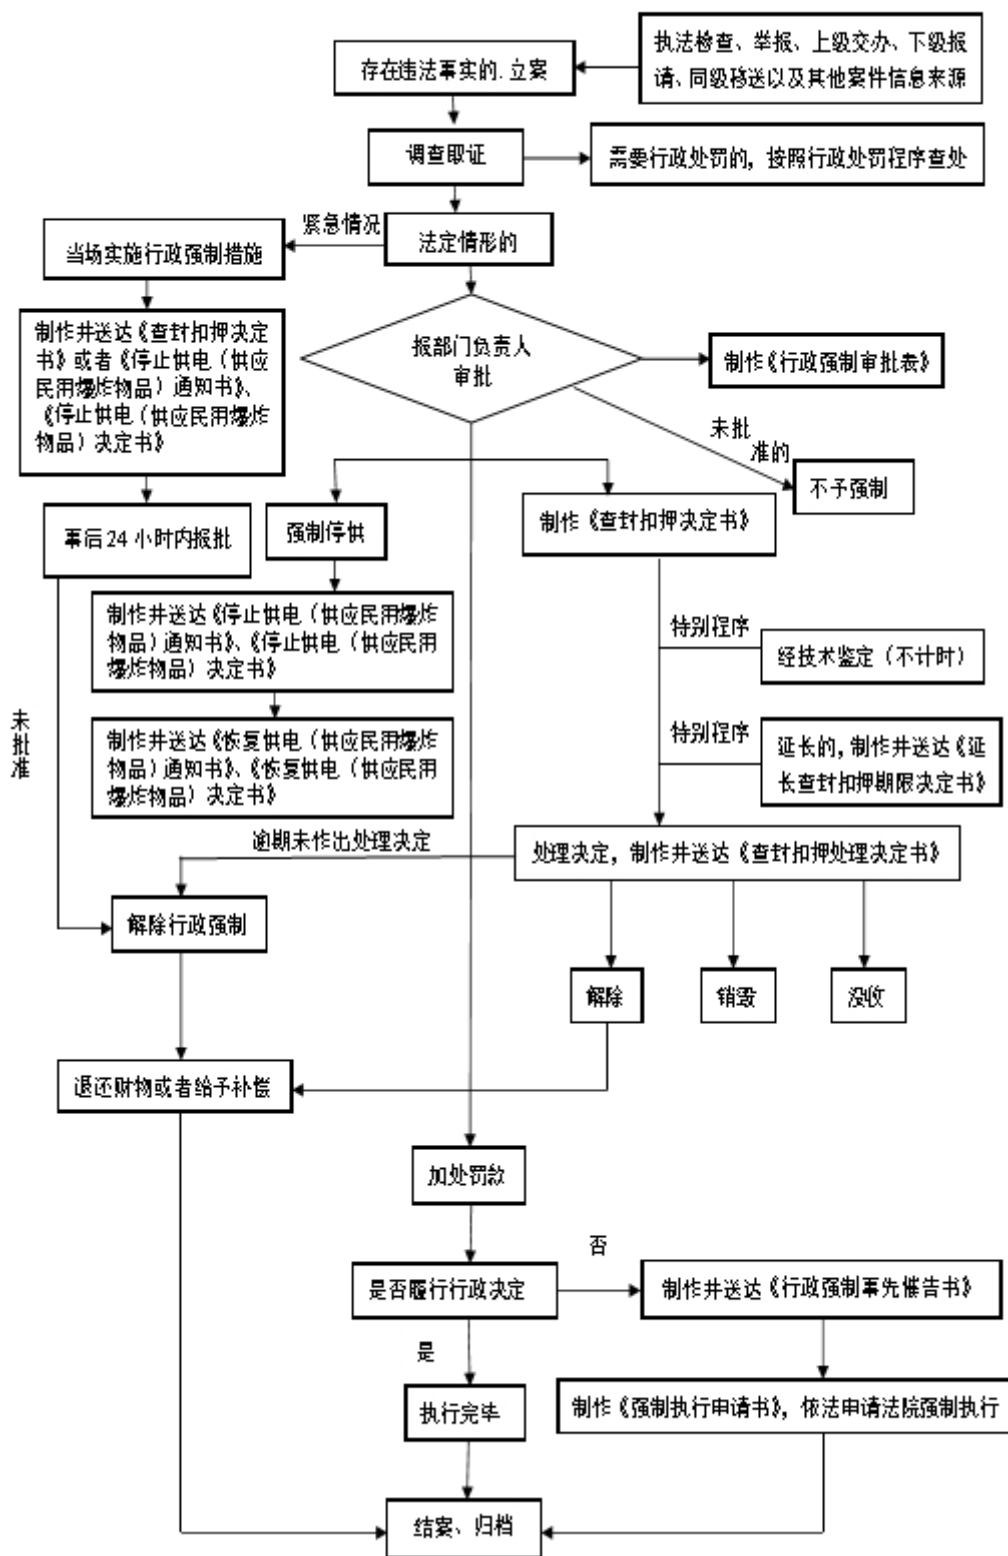 执法检查、举报、上级交办、下级报
请、同级移送以及其他案件信息来源
存在违法事实的.立案
调查取证
需要行政处罚的，按照行政处罚程序查处
紧急情况
法定情形的
当场实施行政强制措施
制作并送达《查封扣押决定
书》或者《停止供电（供应
民用爆炸物品）通知书》、
《停止供电（供应民用爆炸
物品）决定书》
报部门负责人
审批
制作《行政强制审批表》
未批
准的
不予强制
事后24小时内报批
强制停供
制作《查封扣押决定书》
制作并送达《停止供电（供应民用爆炸
物品）通知书》、《停止供电（供应民用
爆炸物品）决定书》
特别程序
经技术鉴定（不计时）
未
批
准
制作并送达《恢复供电（供应民用爆炸
物品）通知书》、《恢复供电（供应民用
爆炸物品）决定书》
特别程序
延长的，制作并送达《延
长查封扣押期限决定书》
逾期未作出处理决定
处理决定，制作并送达《查封扣押处理决定书》
解除行政强制
解除
销毁
没收
退还财物或者给予补偿
加处罚款
否
是否履行行政决定
制作并送达《行政强制事先催告书》
是
执行完毕
制作《强制执行申请书》，依法申请法院强制执行
结案、归档